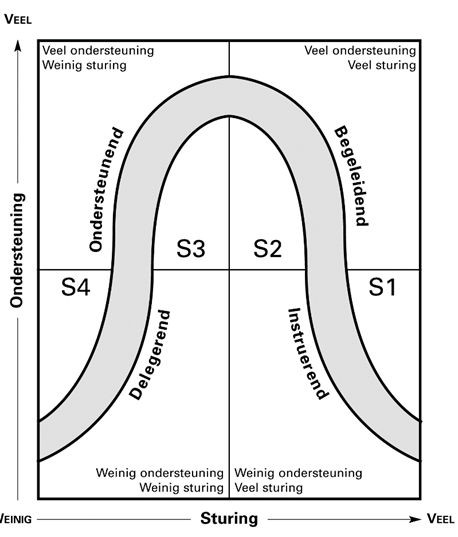 VEEL
Veel ondersteuning
Weinig sturing
Veel ondersteuning
Veel sturing
Ondersteunend
Begeleidend
Ondersteuning
S3
S2
S4
S1
Delegerend
Instruerend
Weinig ondersteuning
Weinig sturing
Weinig ondersteuning
Veel sturing
WEINIG
Sturing
VEEL